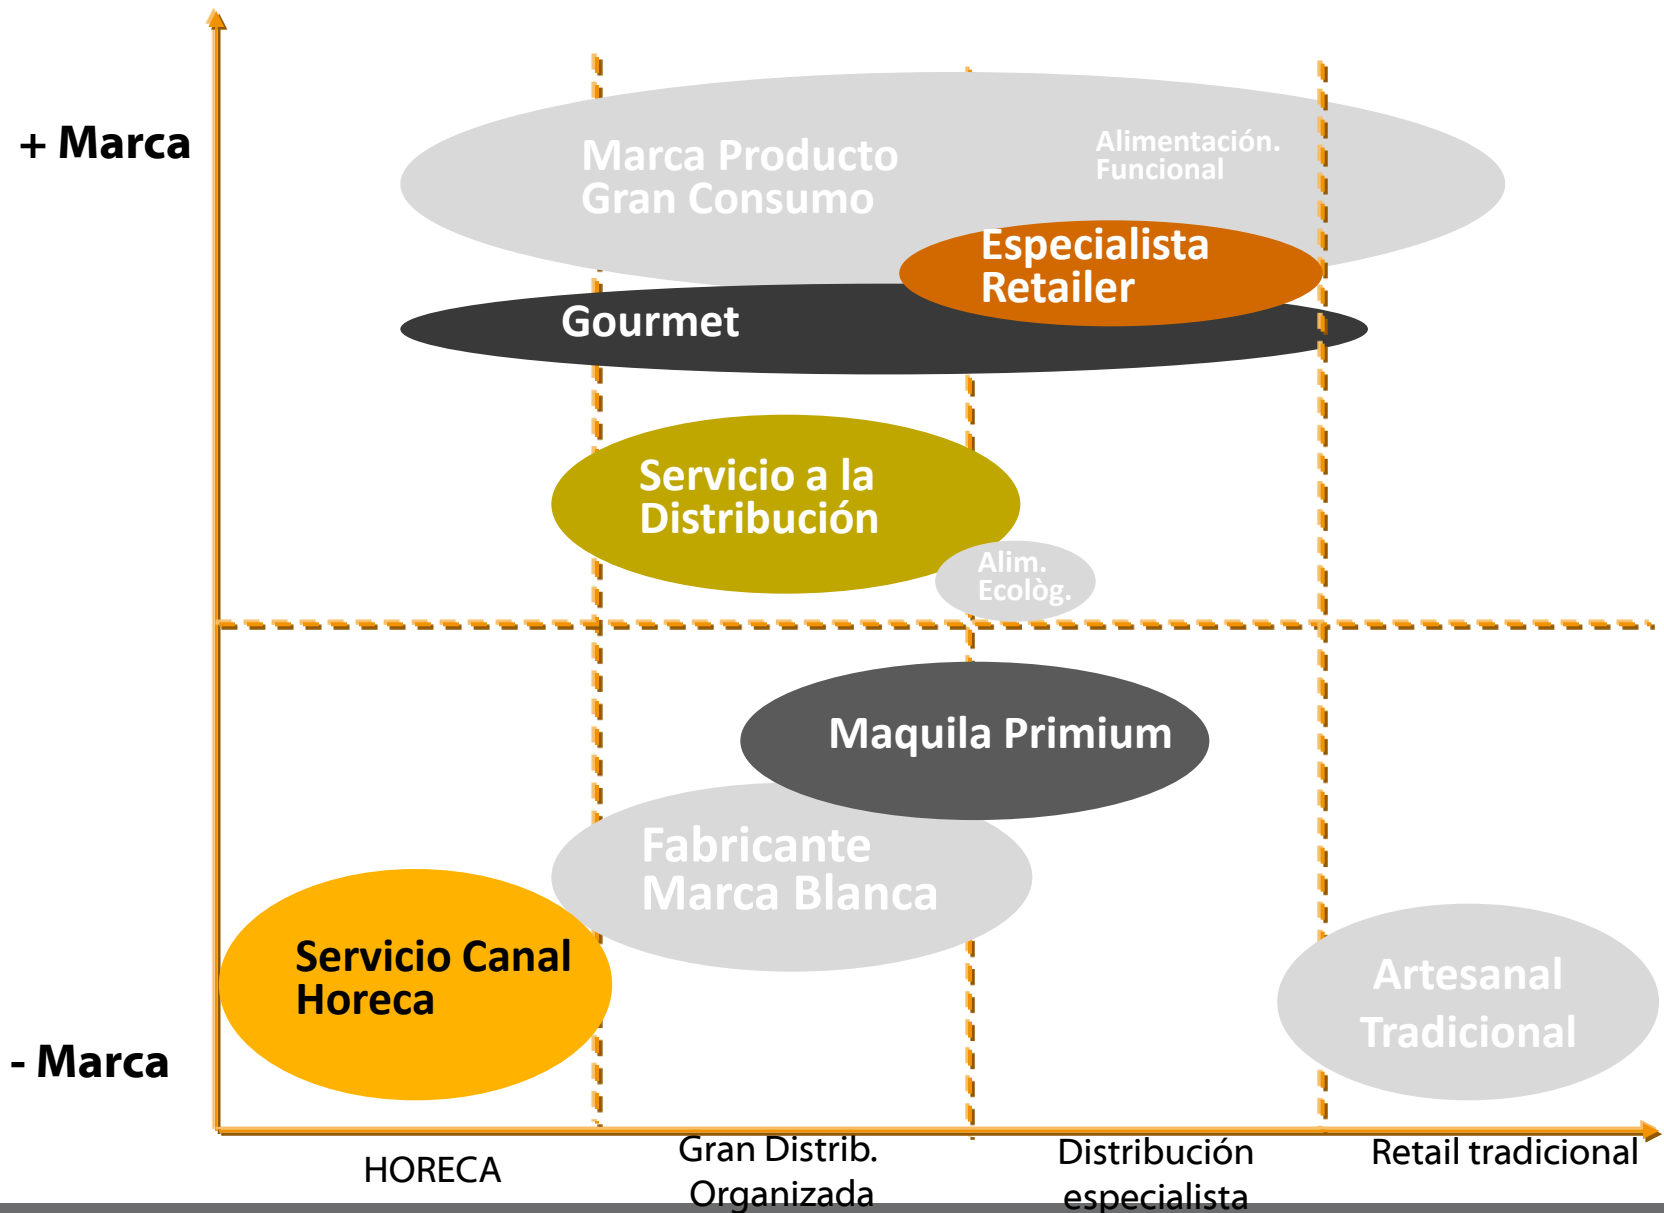 + Marca
Marca Producto
Gran Consumo
Alimentación.
Funcional
Especialista
Retailer
Gourmet
Servicio a la
Distribución
Alim.
Ecològ.
Maquila Primium
Fabricante
Marca Blanca
Servicio Canal
Horeca
Artesanal
Tradicional
- Marca
HORECA
Gran Distrib.
Organizada
Distribución
especialista
Retail tradicional